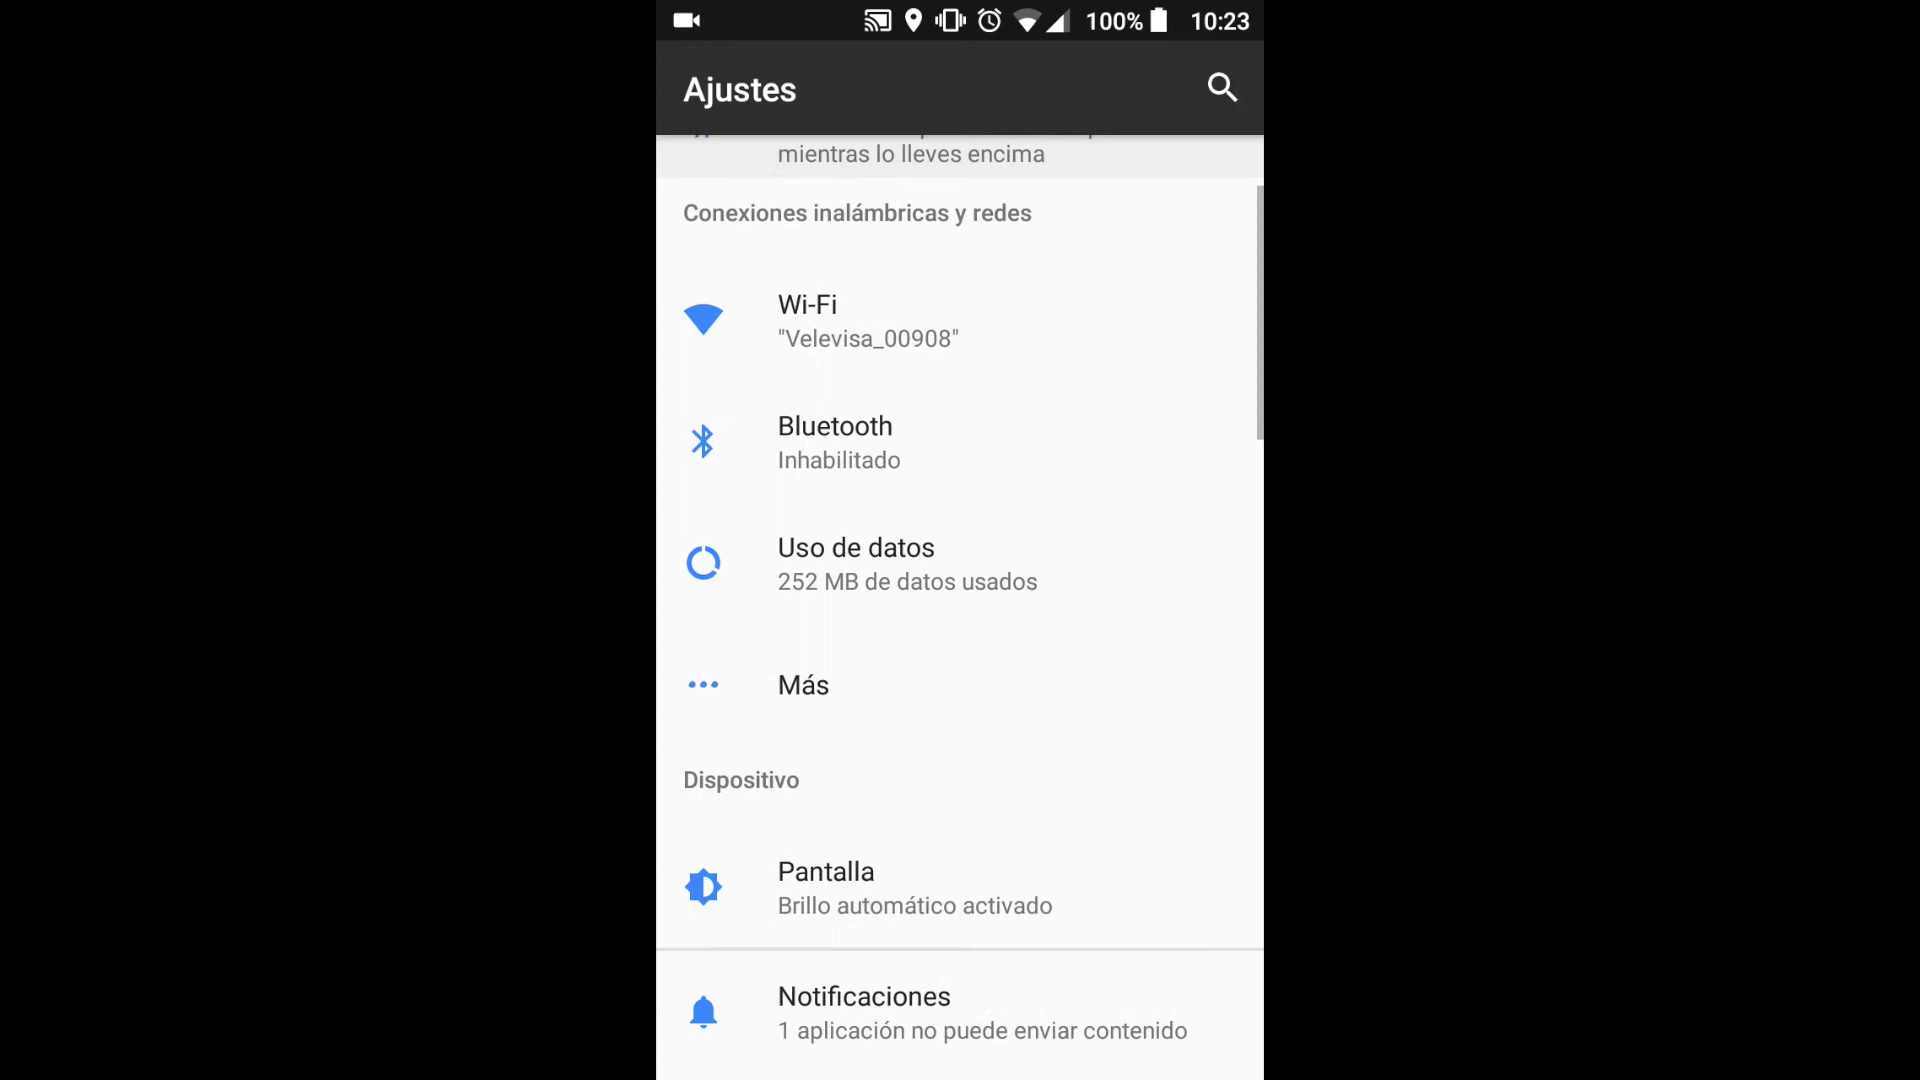 100% 10:23
Ajustes
mientras lo lleves encima
Conexiones inalámbricas y redes
Wi-Fi
"Velevisa_00908"
Bluetooth
Inhabilitado
Uso de datos
252 MB de datos usados
Más
Dispositivo
Pantalla
Brillo automático activado
Notificaciones
1 aplicación no puede enviar contenido